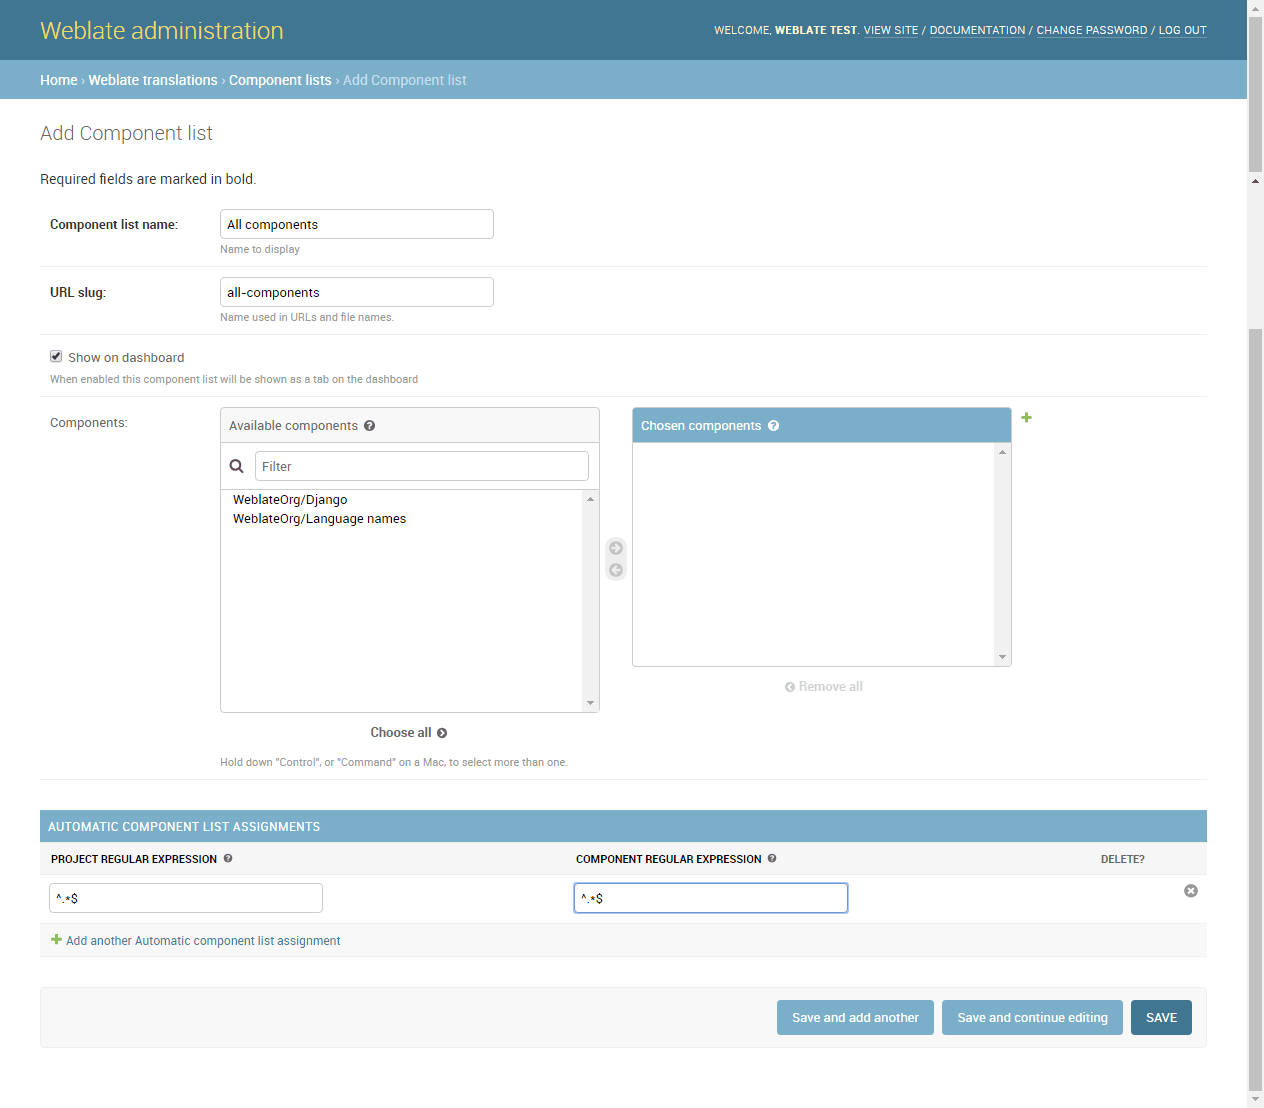 Weblate administration
WELCOME, WEBLATE TEST. VIEW SITE / DOCUMENTATION / CHANGE PASSWORD / LOG OUT
Home › Weblate translations › Component lists › Add Component list
Add Component list
Required fields are marked in bold.
Component list name:
All components
Name to display
URL slug:
all-components
Name used in URLs and file names.
Show on dashboard
When enabled this component list will be shown as a tab on the dashboard
Components:
Available components
Filter
WeblateOrg/Django
WeblateOrg/Language names
Choose all
Chosen components
Remove all
Hold down "Control", or "Command" on a Mac, to select more than one.
AUTOMATIC COMPONENT LIST ASSIGNMENTS
PROJECT REGULAR EXPRESSION COMPONENT REGULAR EXPRESSION DELETE?
^.*$ ^.*$
Add another Automatic component list assignment
Save and add another Save and continue editing SAVE